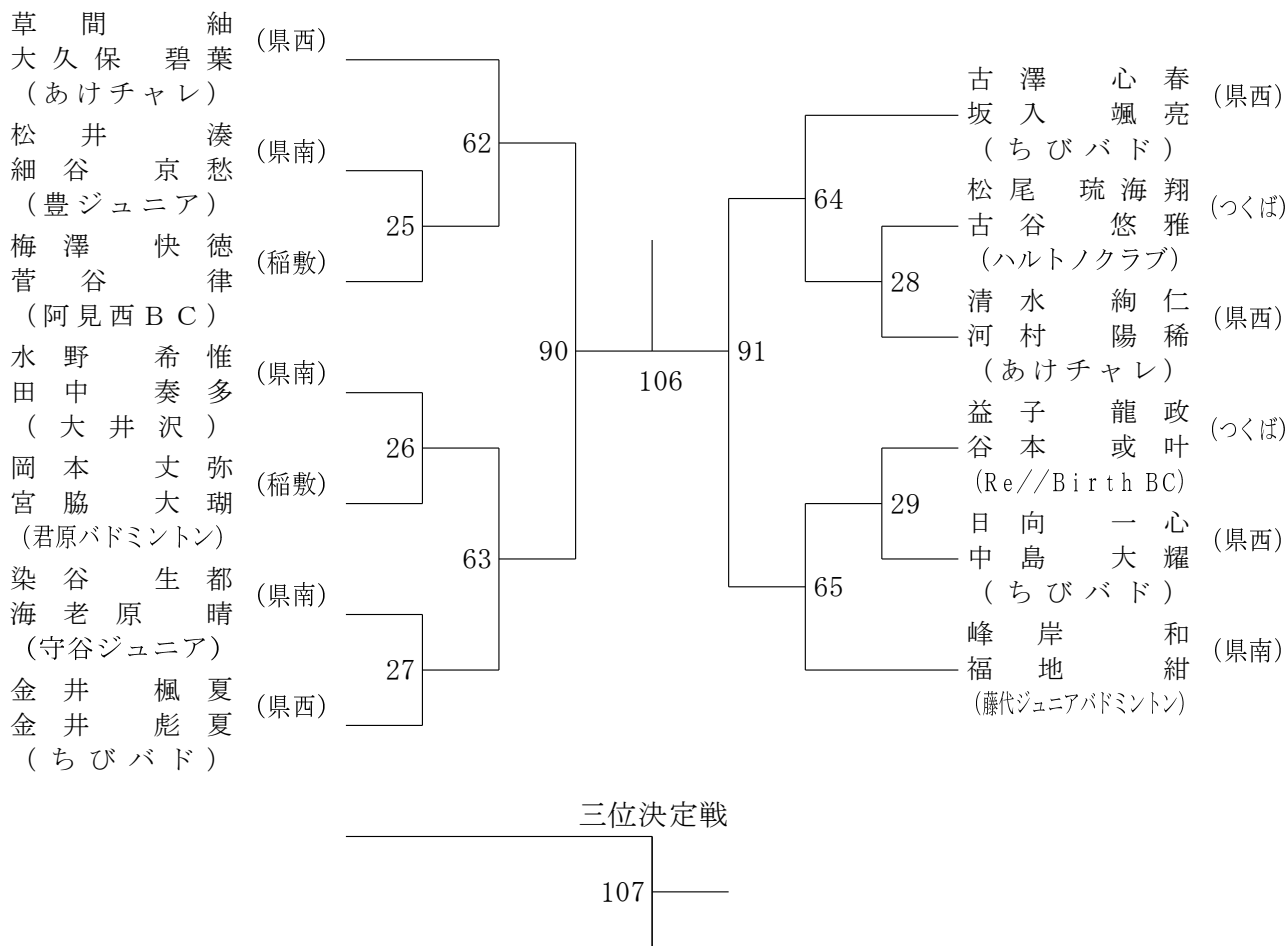 草間 紬
大久保 碧葉
(県西)
(あけチャレ)
松井 湊
細谷 京愁
(県南)
(豊ジュニア)
梅澤 快徳
菅谷 律
(稲敷)
(阿見西BC)
水野 希惟
田中 奏多
(県南)
(大井沢)
岡本 丈弥
宮脇 大瑚
(稲敷)
(君原バドミントン)
染谷 生都
海老原 晴
(県南)
(守谷ジュニア)
金井 楓夏
金井 彪夏
(県西)
(ちびバド)
62
25
90
26
63
27
106
古澤 心春
坂入 颯亮
(県西)
(ちびバド)
松尾 琉海翔
古谷 悠雅
(つくば)
(ハルトノクラブ)
清水 絢仁
河村 陽稀
(県西)
(あけチャレ)
益子 龍政
谷本 或叶
(つくば)
(Re//Birth BC)
日向 一心
中島 大耀
(県西)
(ちびバド)
峰岸 和
福地 紺
(県南)
(藤代ジュニアバドミントン)
64
28
91
29
65
三位決定戦
107